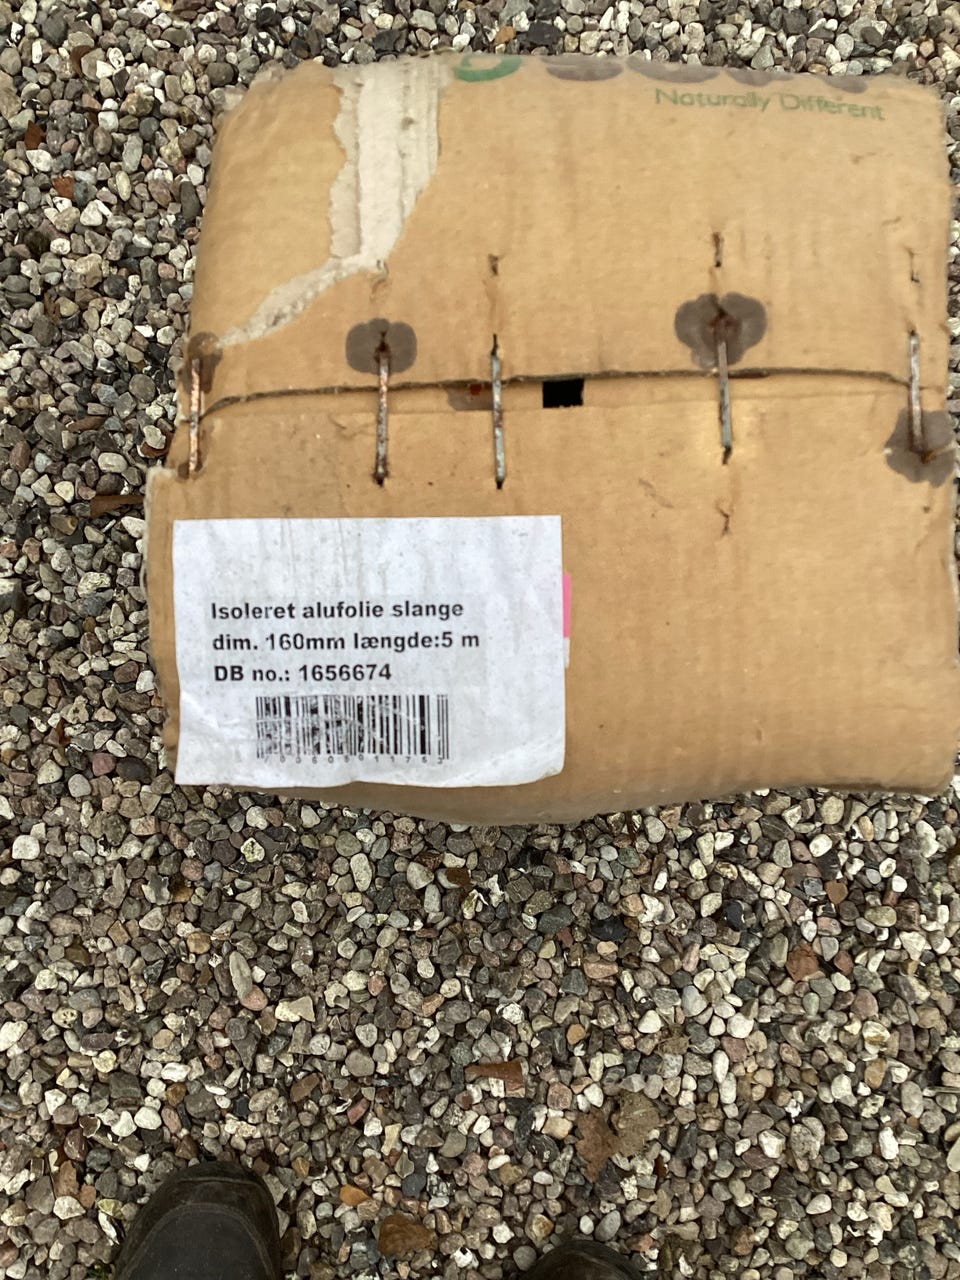 Naturally Different
Isoleret alufolie slange
dim. 160mm længde:5 m
DB no.: 1656674